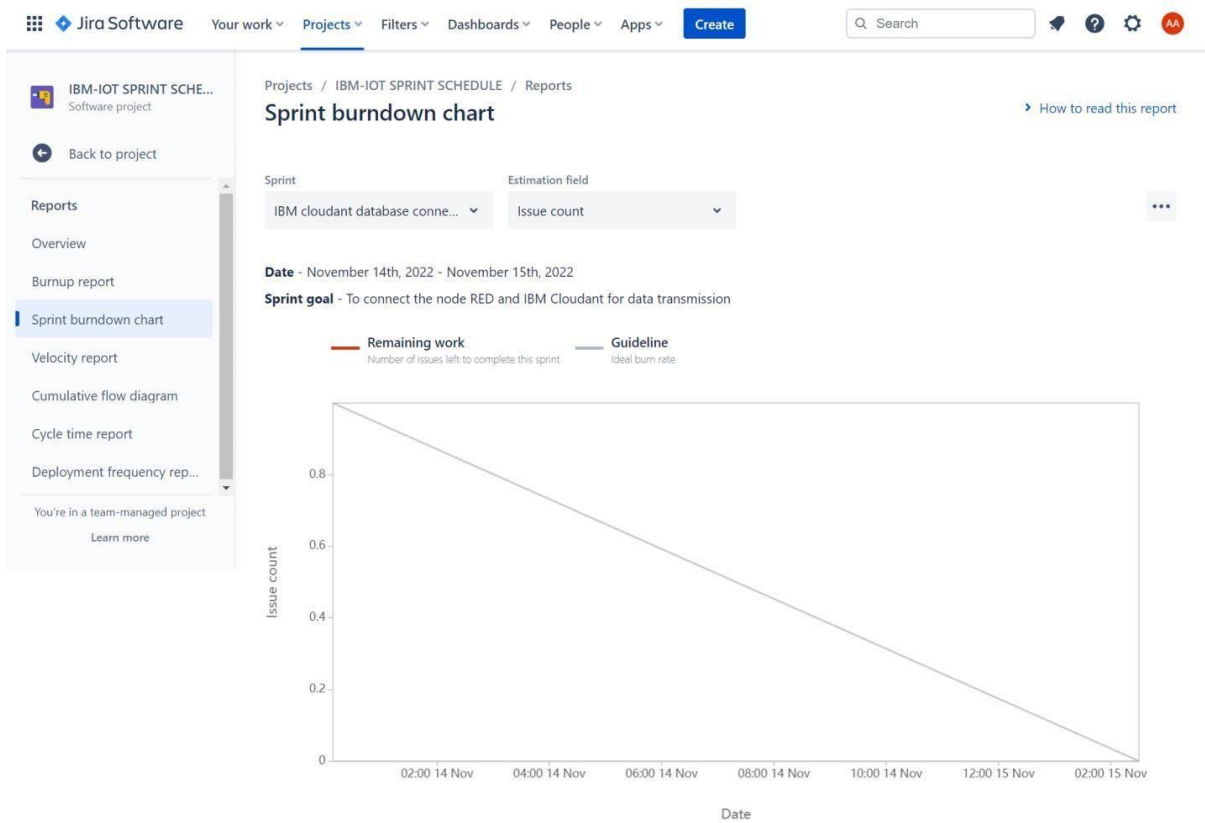 Jira Software Your work Projects Filters Dashboards People Apps Create Search AA
IBM-IOT SPRINT SCHE...
Software project
Back to project
Reports
Overview
Burnup report
Sprint burndown chart
Velocity report
Cumulative flow diagram
Cycle time report
Deployment frequency rep...
You're in a team-managed project
Learn more
Projects / IBM-IOT SPRINT SCHEDULE / Reports
Sprint burndown chart
How to read this report
Sprint Estimation field
IBM cloudant database conne... Issue count
Date - November 14th, 2022 - November 15th, 2022
Sprint goal - To connect the node RED and IBM Cloudant for data transmission
Remaining work Guideline
Number of issues left to complete this sprint Ideal burn rate
0.8
0.6
0.4
0.2
0
Issue count
02:00 14 Nov 04:00 14 Nov 06:00 14 Nov 08:00 14 Nov 10:00 14 Nov 12:00 15 Nov 02:00 15 Nov
Date